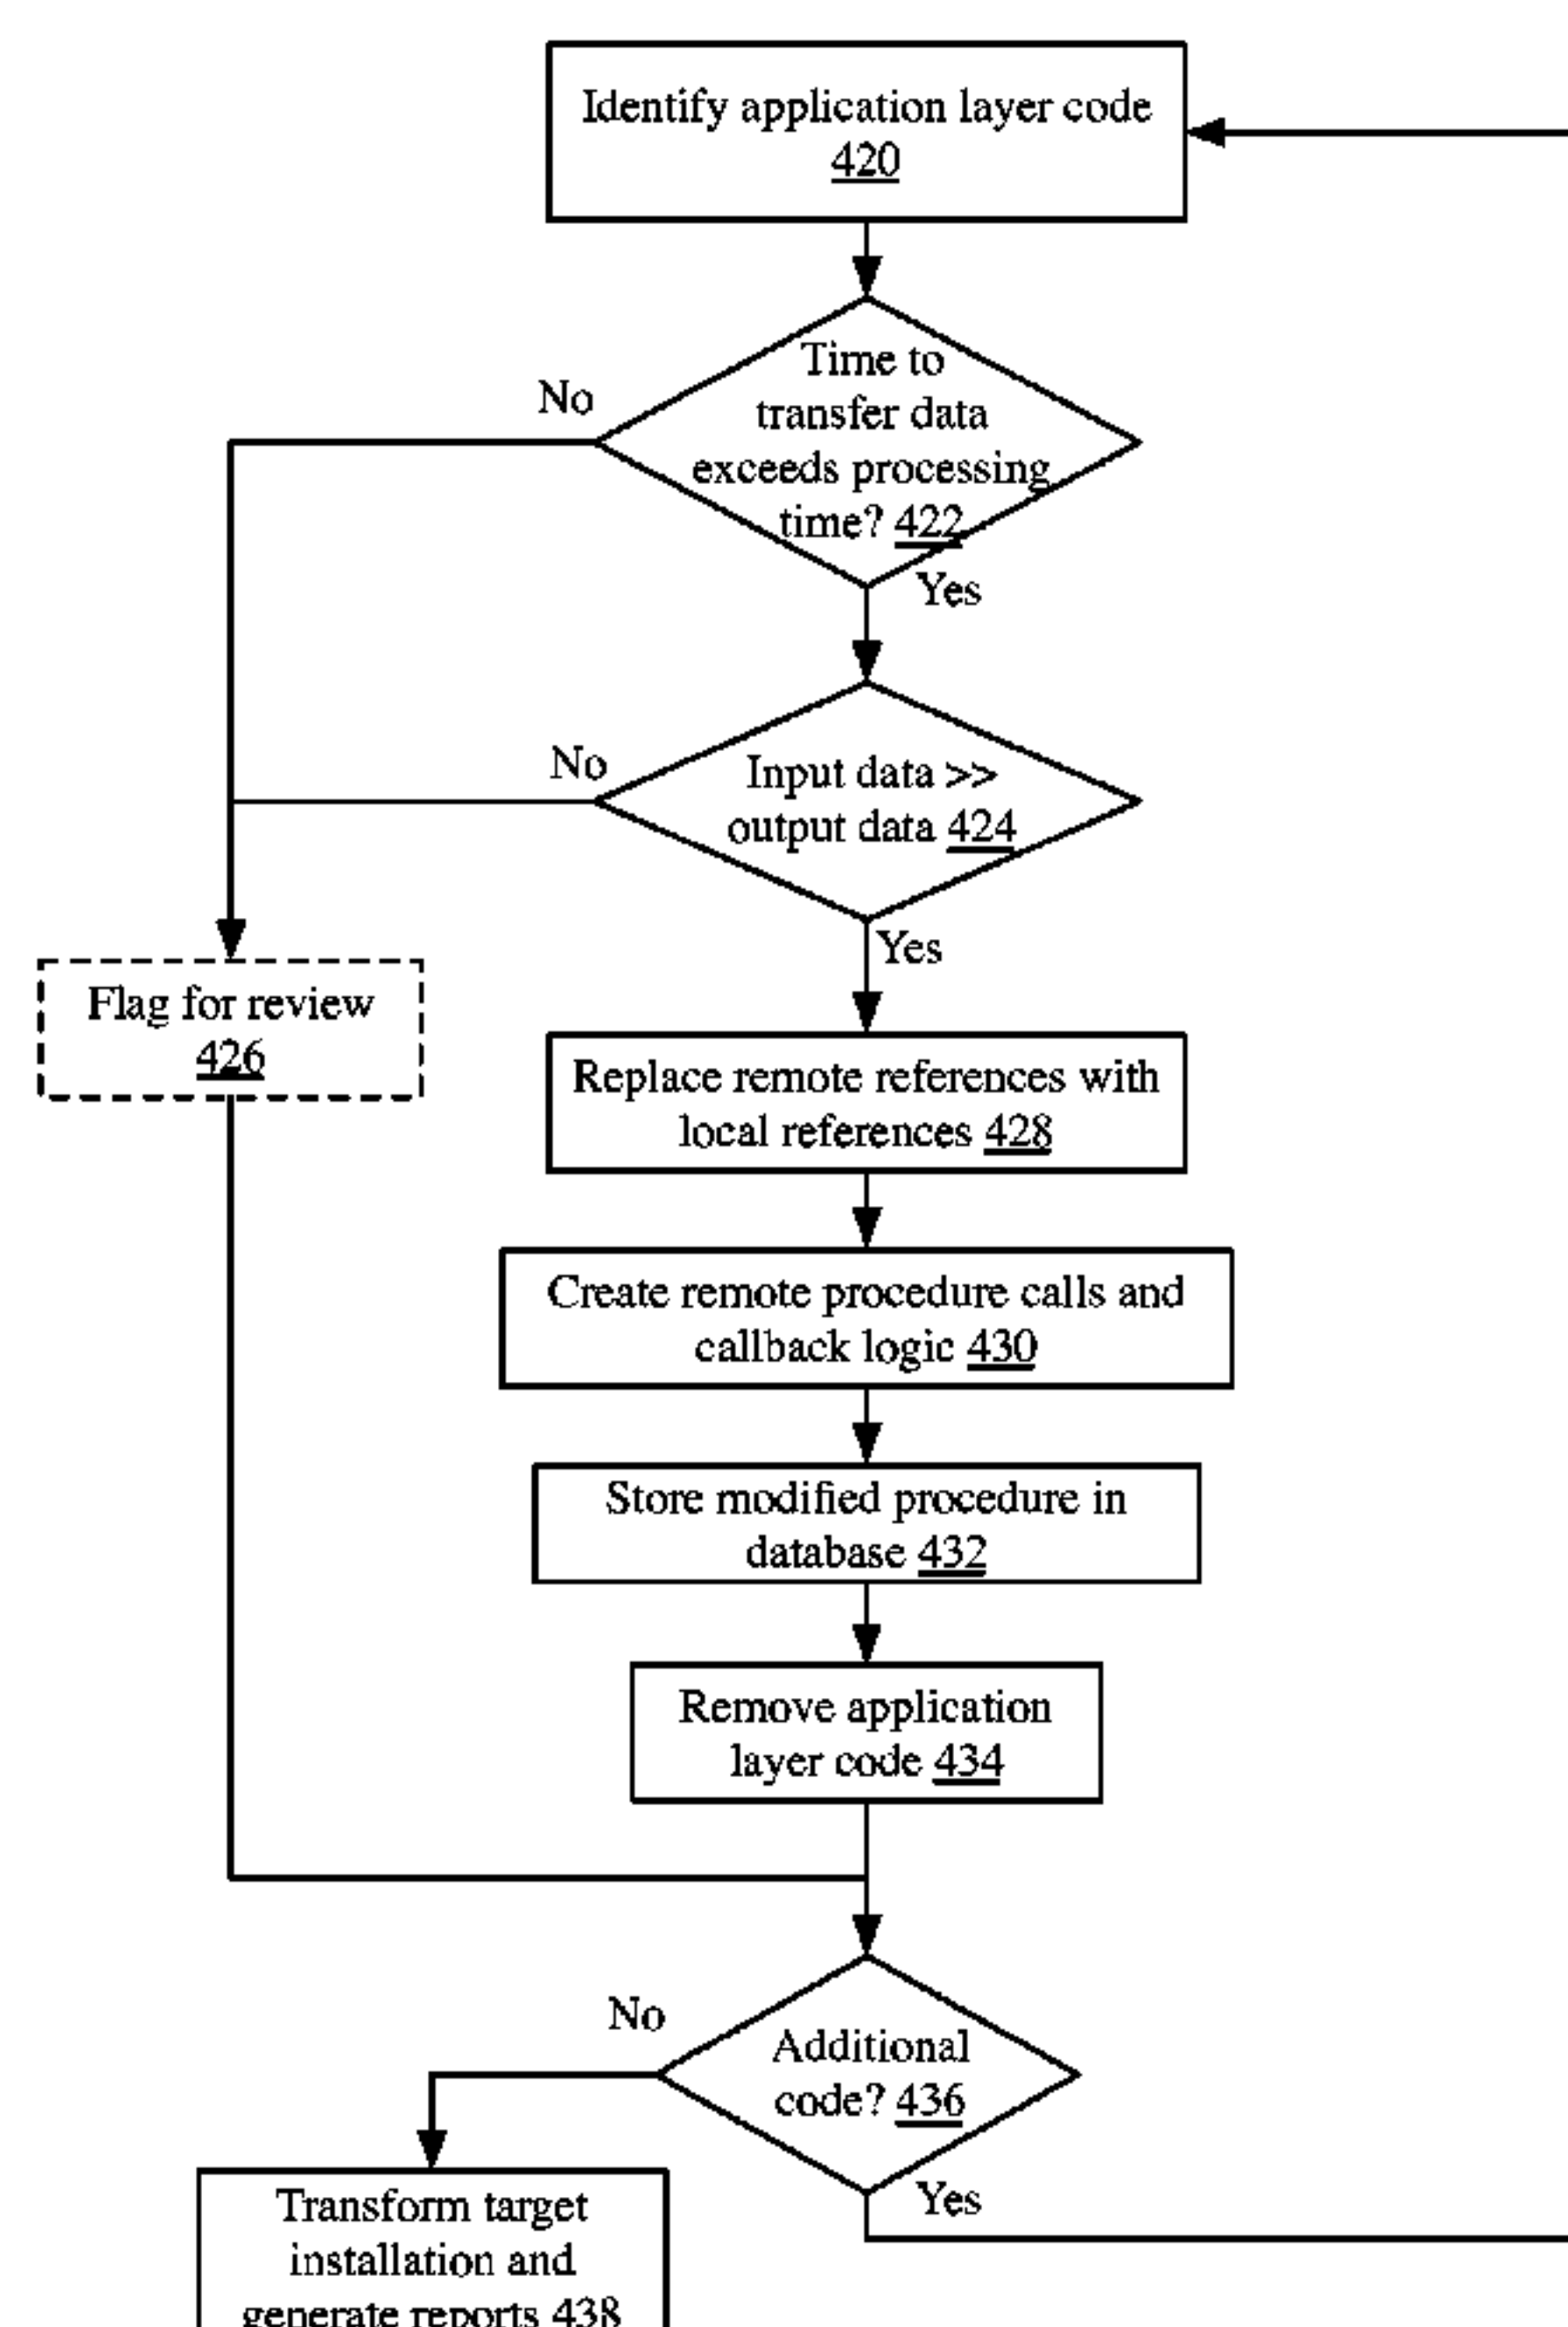 Identify application layer code
420
Time to
transfer data
exceeds processing
time? 422
No
Yes
Input data >>
output data 424
No
Yes
Flag for review
426
Replace remote references with
local references 428
Create remote procedure calls and
callback logic 430
Store modified procedure in
database 432
Remove application
layer code 434
Additional
code? 436
No
Yes
Transform target
installation and
generate reports 438